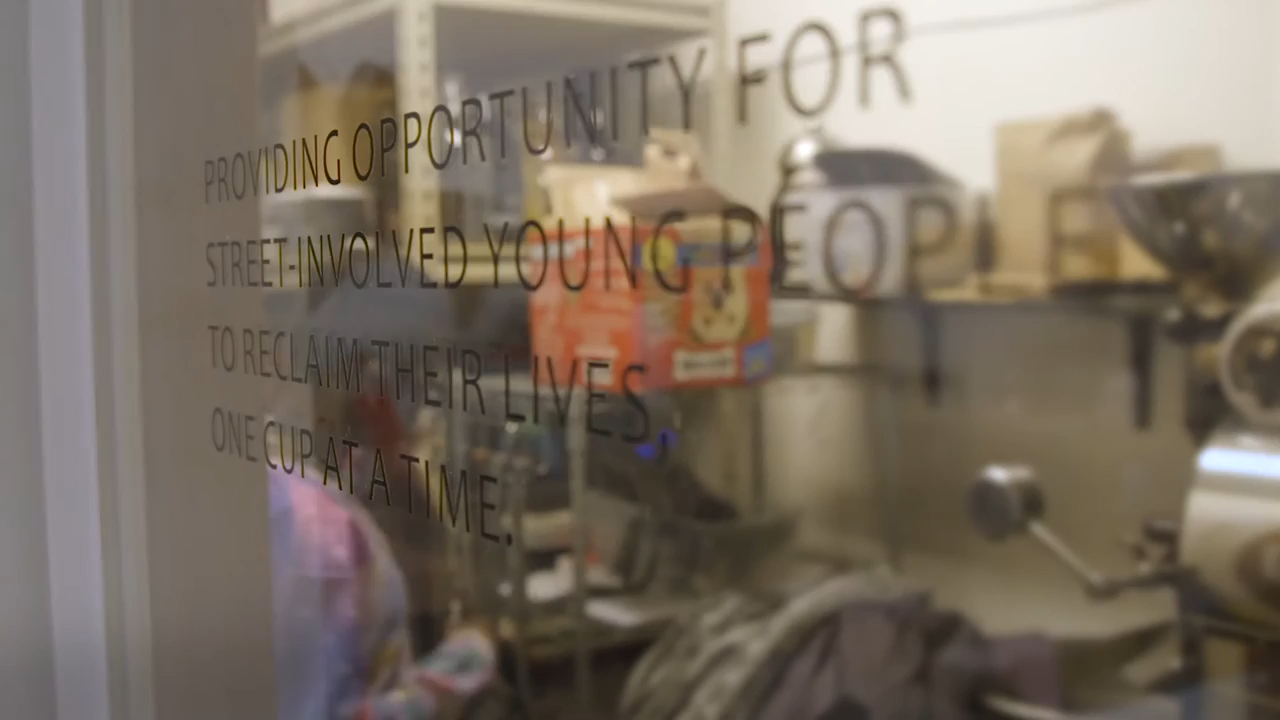 PROVIDING OPPORTUNITY FOR
STREET-INVOLVED YOUNG PEOPLE
TO RECLAIM THEIR LIVES,
ONE CUP AT A TIME.